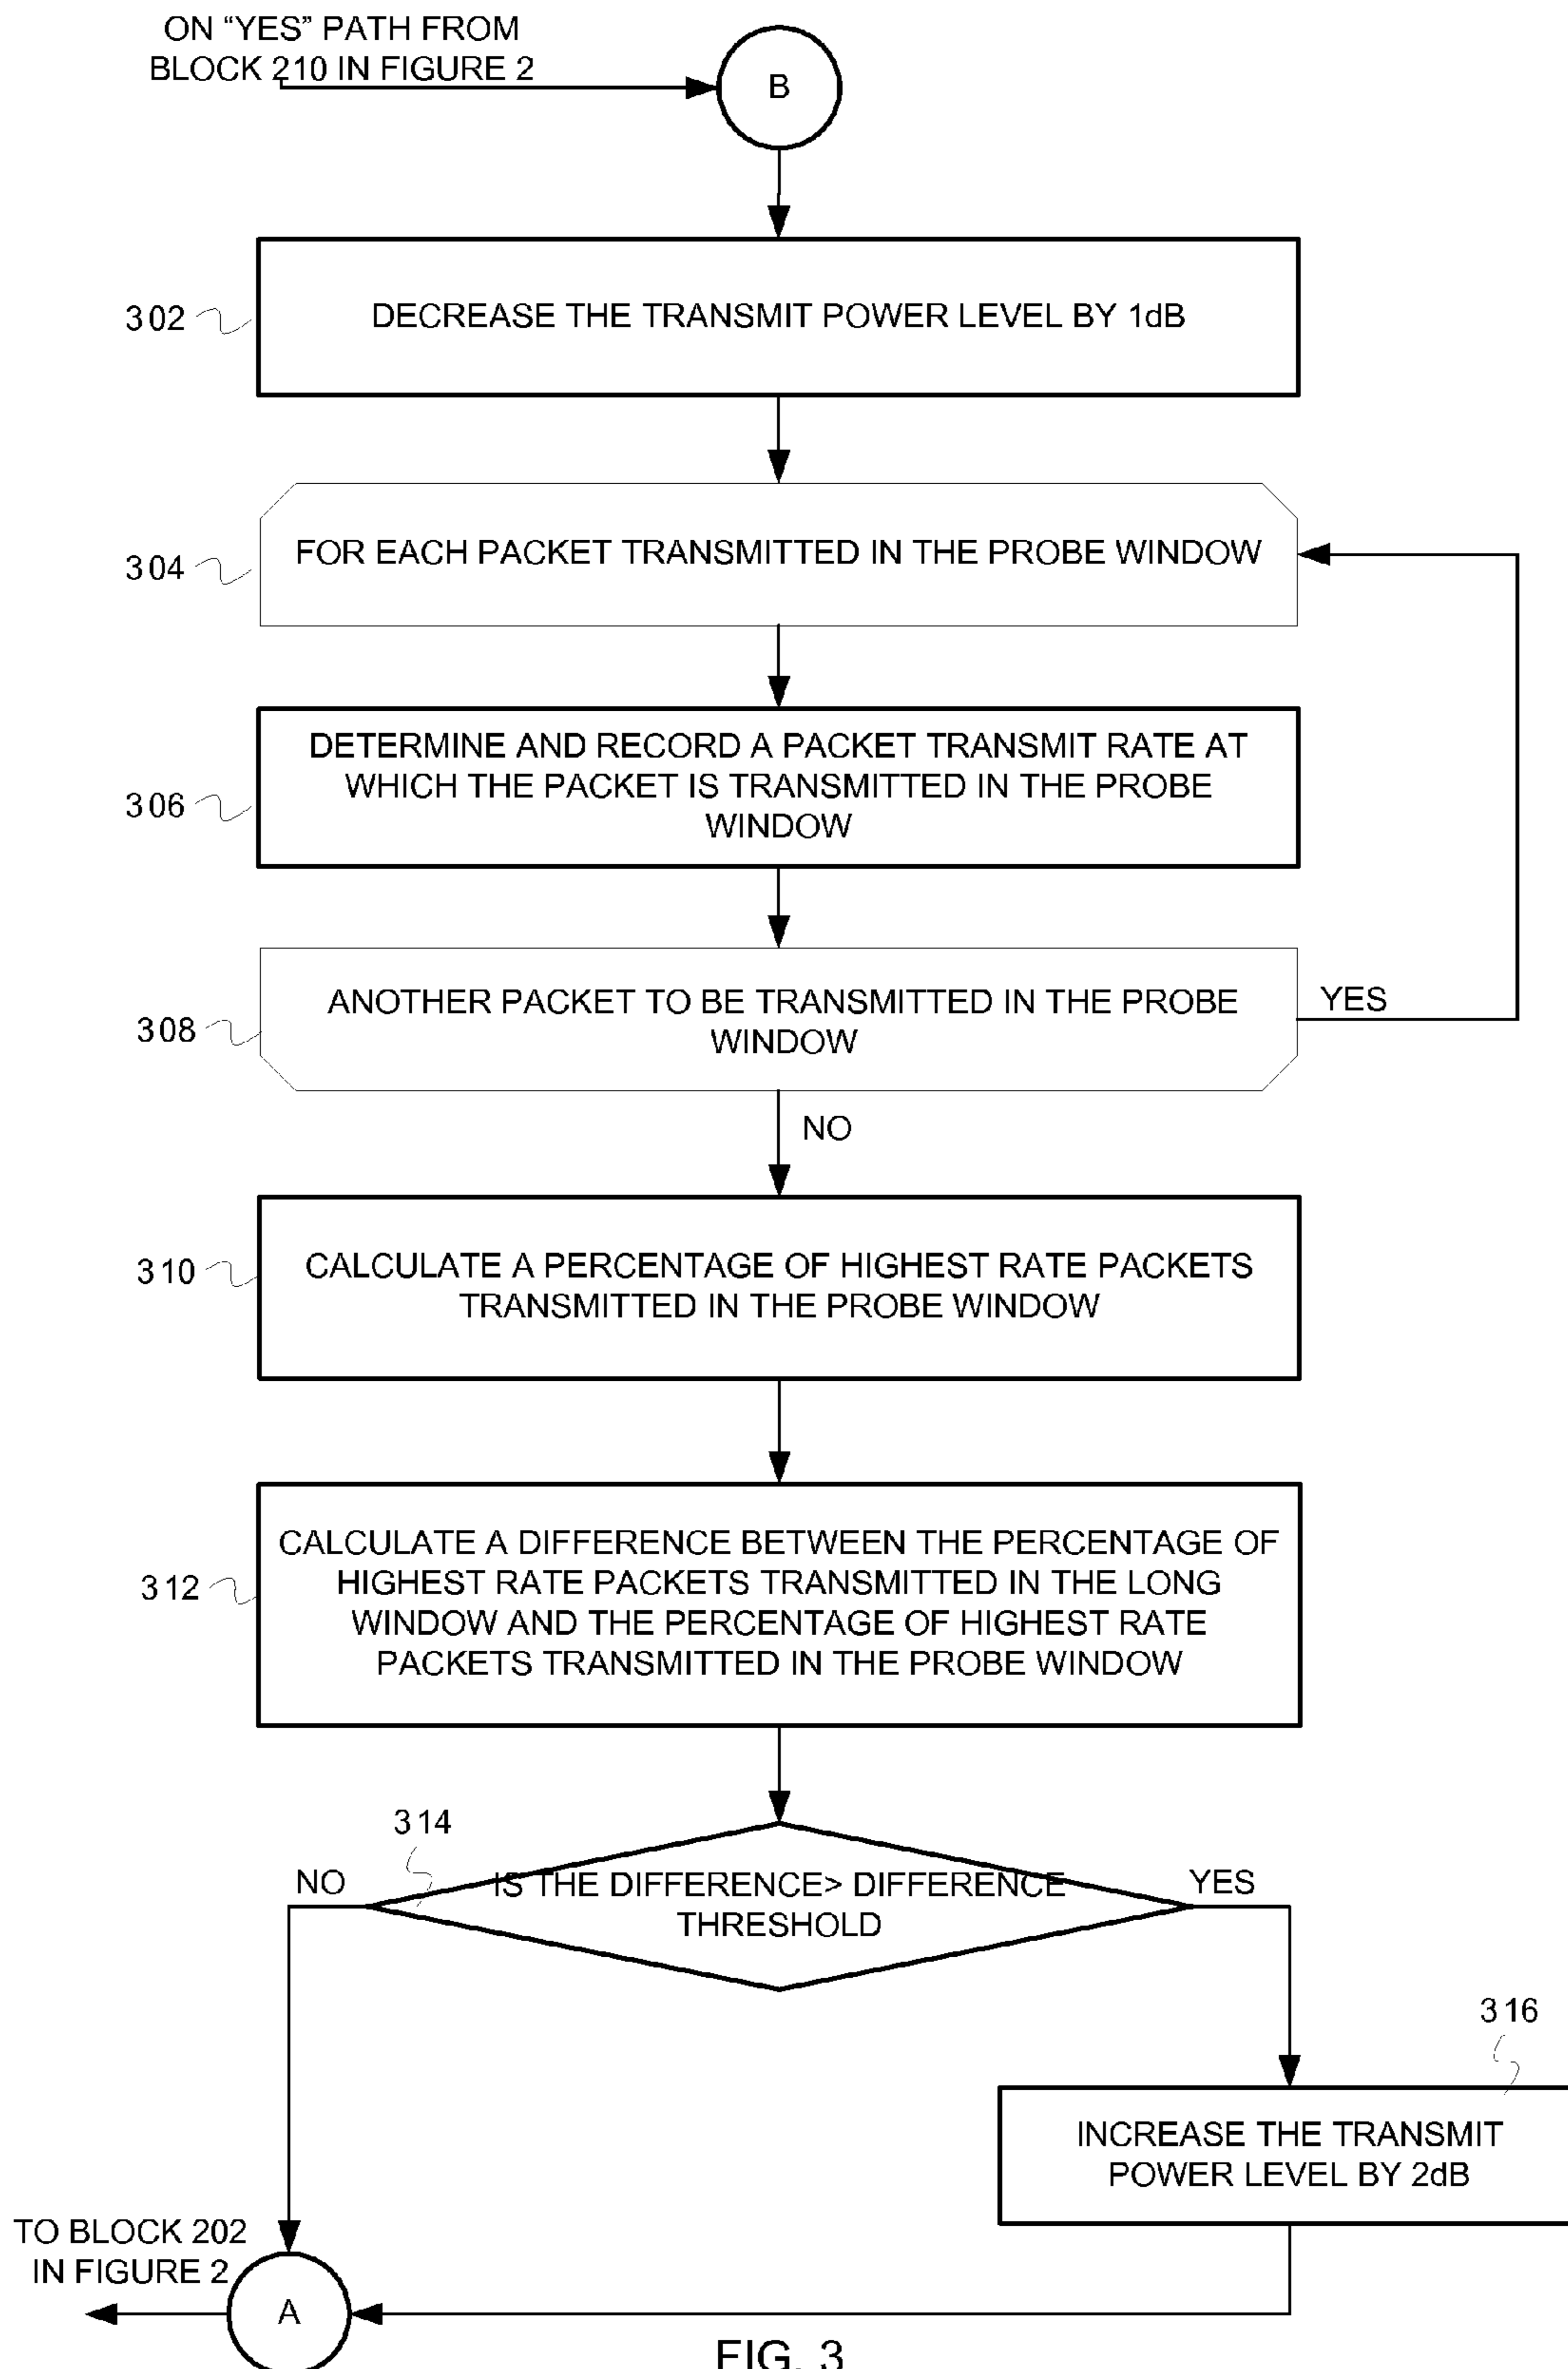 ON “YES” PATH FROM
BLOCK 210 IN FIGURE 2
B
302
DECREASE THE TRANSMIT POWER LEVEL BY 1dB
304
FOR EACH PACKET TRANSMITTED IN THE PROBE WINDOW
306
DETERMINE AND RECORD A PACKET TRANSMIT RATE AT
WHICH THE PACKET IS TRANSMITTED IN THE PROBE
WINDOW
308
ANOTHER PACKET TO BE TRANSMITTED IN THE PROBE
WINDOW
YES
NO
310
CALCULATE A PERCENTAGE OF HIGHEST RATE PACKETS
TRANSMITTED IN THE PROBE WINDOW
312
CALCULATE A DIFFERENCE BETWEEN THE PERCENTAGE OF
HIGHEST RATE PACKETS TRANSMITTED IN THE LONG
WINDOW AND THE PERCENTAGE OF HIGHEST RATE
PACKETS TRANSMITTED IN THE PROBE WINDOW
314
NO
IS THE DIFFERENCE> DIFFERENCE
THRESHOLD
YES
316
INCREASE THE TRANSMIT
POWER LEVEL BY 2dB
TO BLOCK 202
IN FIGURE 2
A
FIG. 3